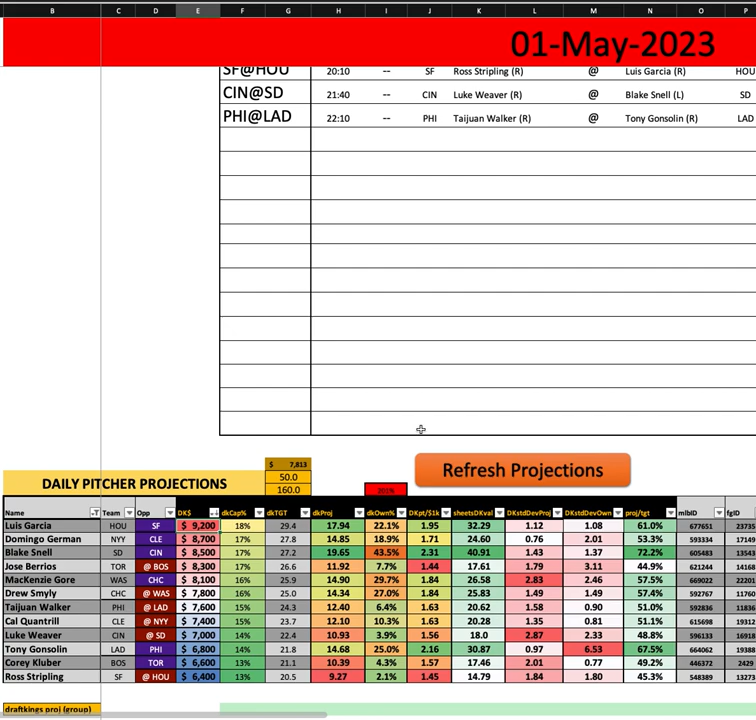 B C D E F G H I J K L M N O P
01-May-2023
SF@HOU 20:10 -- SF Ross Stripling (R) @ Luis Garcia (R) HOU
CIN@SD 21:40 -- CIN Luke Weaver (R) @ Blake Snell (L) SD
PHI@LAD 22:10 -- PHI Taijuan Walker (R) @ Tony Gonsolin (R) LAD
$ 7,813
DAILY PITCHER PROJECTIONS 50.0 Refresh Projections
160.0 201%
Name Team Opp DK$ dkCap% dkTGT dkProj dkOwn% DKpt/$1k sheetsDKval DKstdDevProj DKstdDevOwn proj/tgt mlbID fgID
Luis Garcia HOU SF $ 9,200 18% 29.4 17.94 22.1% 1.95 32.29 1.12 1.08 61.0% 677651 23735
Domingo German NYY CLE $ 8,700 17% 27.8 14.85 18.9% 1.71 24.60 0.76 2.01 53.3% 593334 17149
Blake Snell SD CIN $ 8,500 17% 27.2 19.65 43.5% 2.31 40.91 1.43 1.37 72.2% 605483 13543
Jose Berrios TOR @ BOS $ 8,300 17% 26.6 11.92 7.7% 1.44 17.61 1.79 3.11 44.9% 621244 14168
MacKenzie Gore WAS CHC $ 8,100 16% 25.9 14.90 29.7% 1.84 26.58 2.83 2.46 57.5% 669022 22201
Drew Smyly CHC @ WAS $ 7,800 16% 25.0 14.34 27.0% 1.84 25.83 1.49 1.49 57.4% 592767 11760
Taijuan Walker PHI @ LAD $ 7,600 15% 24.3 12.40 6.4% 1.63 20.62 1.58 0.90 51.0% 592836 11836
Cal Quantrill CLE @ NYY $ 7,400 15% 23.7 12.10 10.3% 1.63 20.28 1.35 0.81 51.1% 615698 19312
Luke Weaver CIN @ SD $ 7,000 14% 22.4 10.93 3.9% 1.56 18.0 2.87 2.33 48.8% 596133 16918
Tony Gonsolin LAD PHI $ 6,800 14% 21.8 14.68 25.0% 2.16 30.87 0.97 6.53 67.5% 664062 19388
Corey Kluber BOS TOR $ 6,600 13% 21.1 10.39 4.3% 1.57 17.46 2.01 0.77 49.2% 446372 2429
Ross Stripling SF @ HOU $ 6,400 13% 20.5 9.27 2.1% 1.45 14.79 1.84 1.80 45.3% 548389 13273
draftkings proj (group)